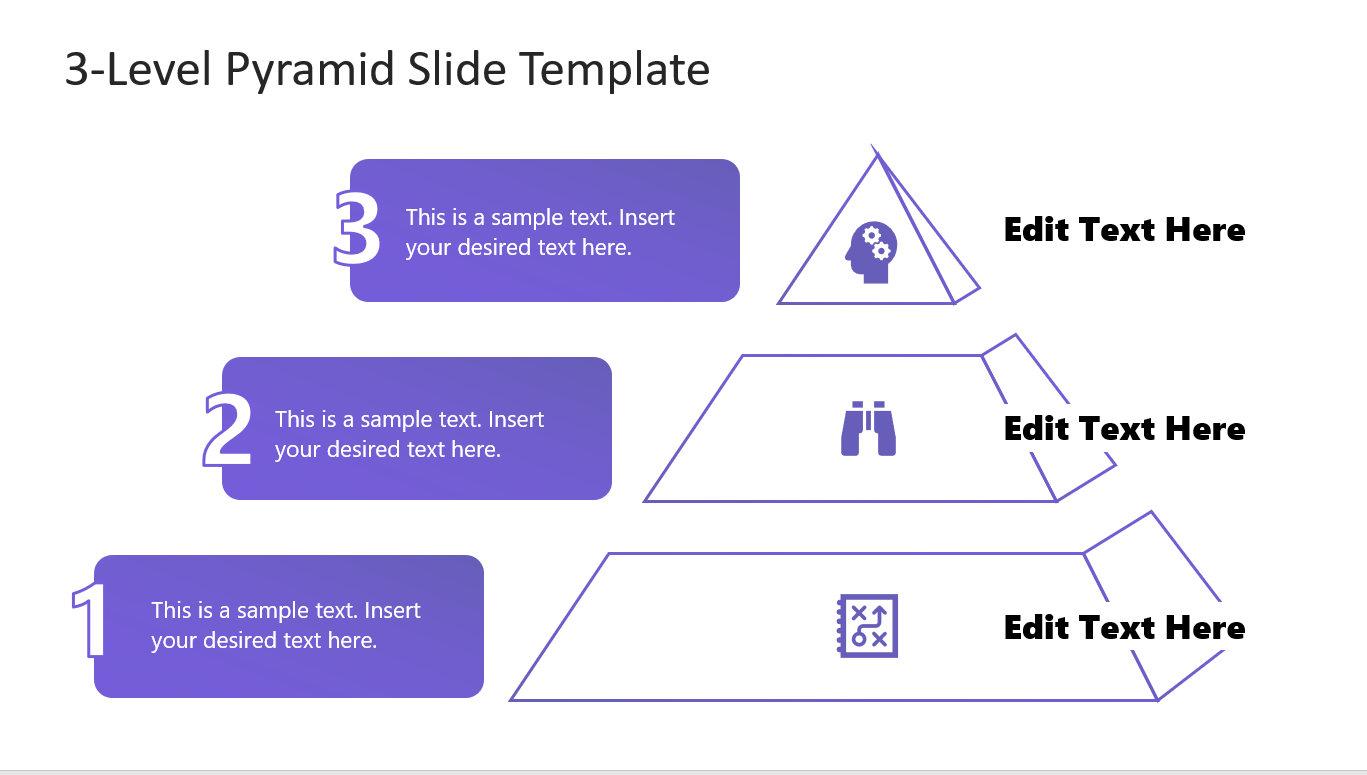 3-Level Pyramid Slide Template
3
This is a sample text. Insert
your desired text here.
Edit Text Here
2
This is a sample text. Insert
your desired text here.
Edit Text Here
1
This is a sample text. Insert
your desired text here.
Edit Text Here